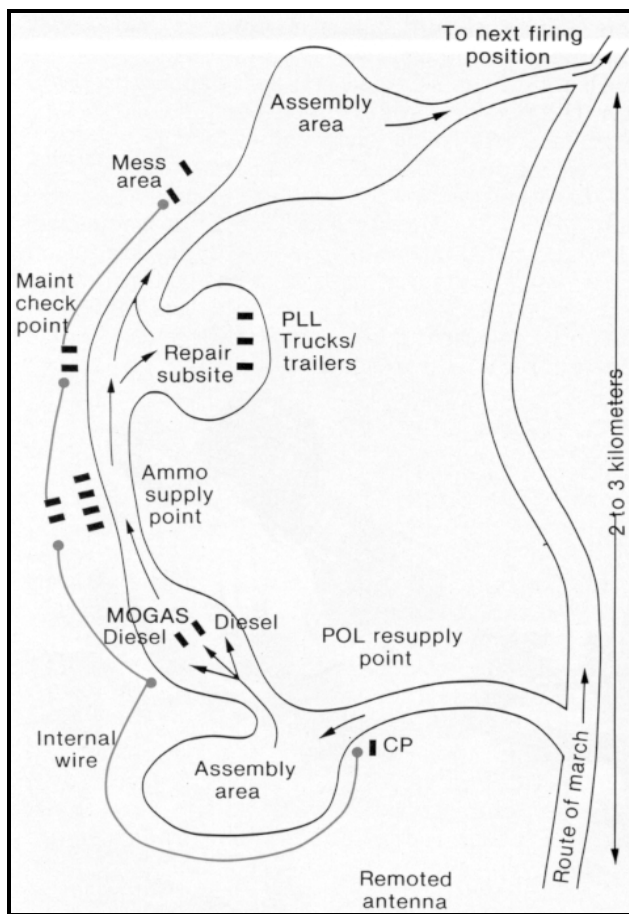 To next firing
position
Assembly
area
Mess
area
Maint
check
point
PLL
Trucks/
trailers
Repair
subsite
2 to 3 kilometers
Ammo
supply
point
MOGAS
Diesel
Diesel
POL resupply
point
Internal
wire
CP
Assembly
area
Route of march
Remoted
antenna